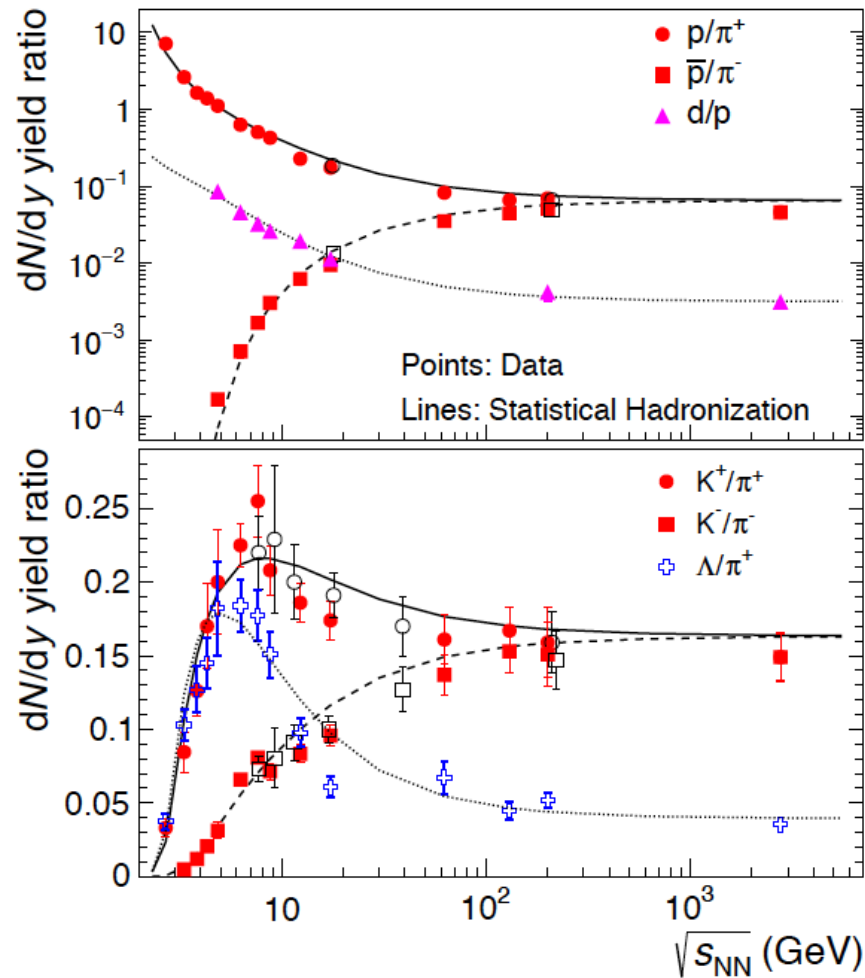 dN/dy yield ratio
10
1
10⁻¹
10⁻²
10⁻³
10⁻⁴
p/π⁺
p̅/π⁻
d/p
Points: Data
Lines: Statistical Hadronization
dN/dy yield ratio
0.25
0.2
0.15
0.1
0.05
0
K⁺/π⁺
K⁻/π⁻
Λ/π⁺
10
10²
10³
√sNN (GeV)